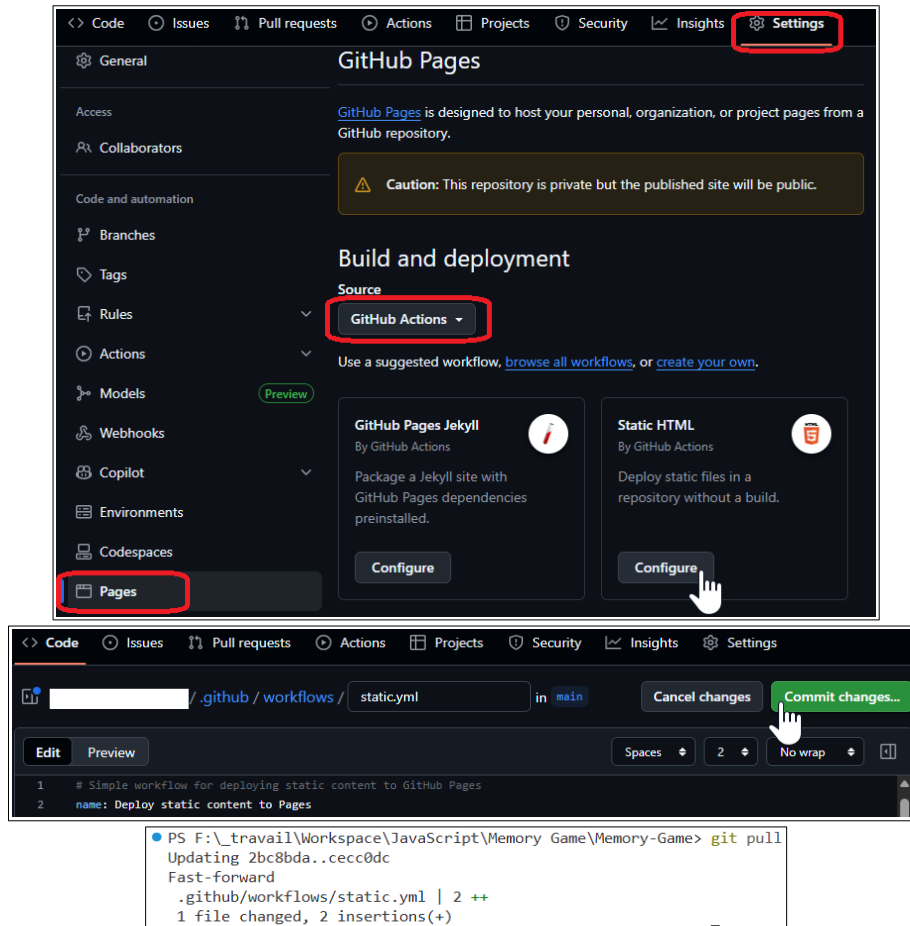 Code Issues Pull requests Actions Projects Security Insights Settings
General
Access
Collaborators
Code and automation
Branches
Tags
Rules
Actions
Models Preview
Webhooks
Copilot
Environments
Codespaces
Pages
GitHub Pages
GitHub Pages is designed to host your personal, organization, or project pages from a
GitHub repository.
Caution: This repository is private but the published site will be public.
Build and deployment
Source
GitHub Actions
Use a suggested workflow, browse all workflows, or create your own.
GitHub Pages Jekyll
By GitHub Actions
Package a Jekyll site with
GitHub Pages dependencies
preinstalled.
Configure
Static HTML
By GitHub Actions
Deploy static files in a
repository without a build.
Configure
Code Issues Pull requests Actions Projects Security Insights Settings
/ .github / workflows / static.yml in main Cancel changes Commit changes...
Edit Preview Spaces 2 No wrap
1 # Simple workflow for deploying static content to GitHub Pages
2 name: Deploy static content to Pages
PS F:\_travail\Workspace\JavaScript\Memory Game\Memory-Game> git pull
Updating 2bc8bda..cecc0dc
Fast-forward
.github/workflows/static.yml | 2 ++
1 file changed, 2 insertions(+)